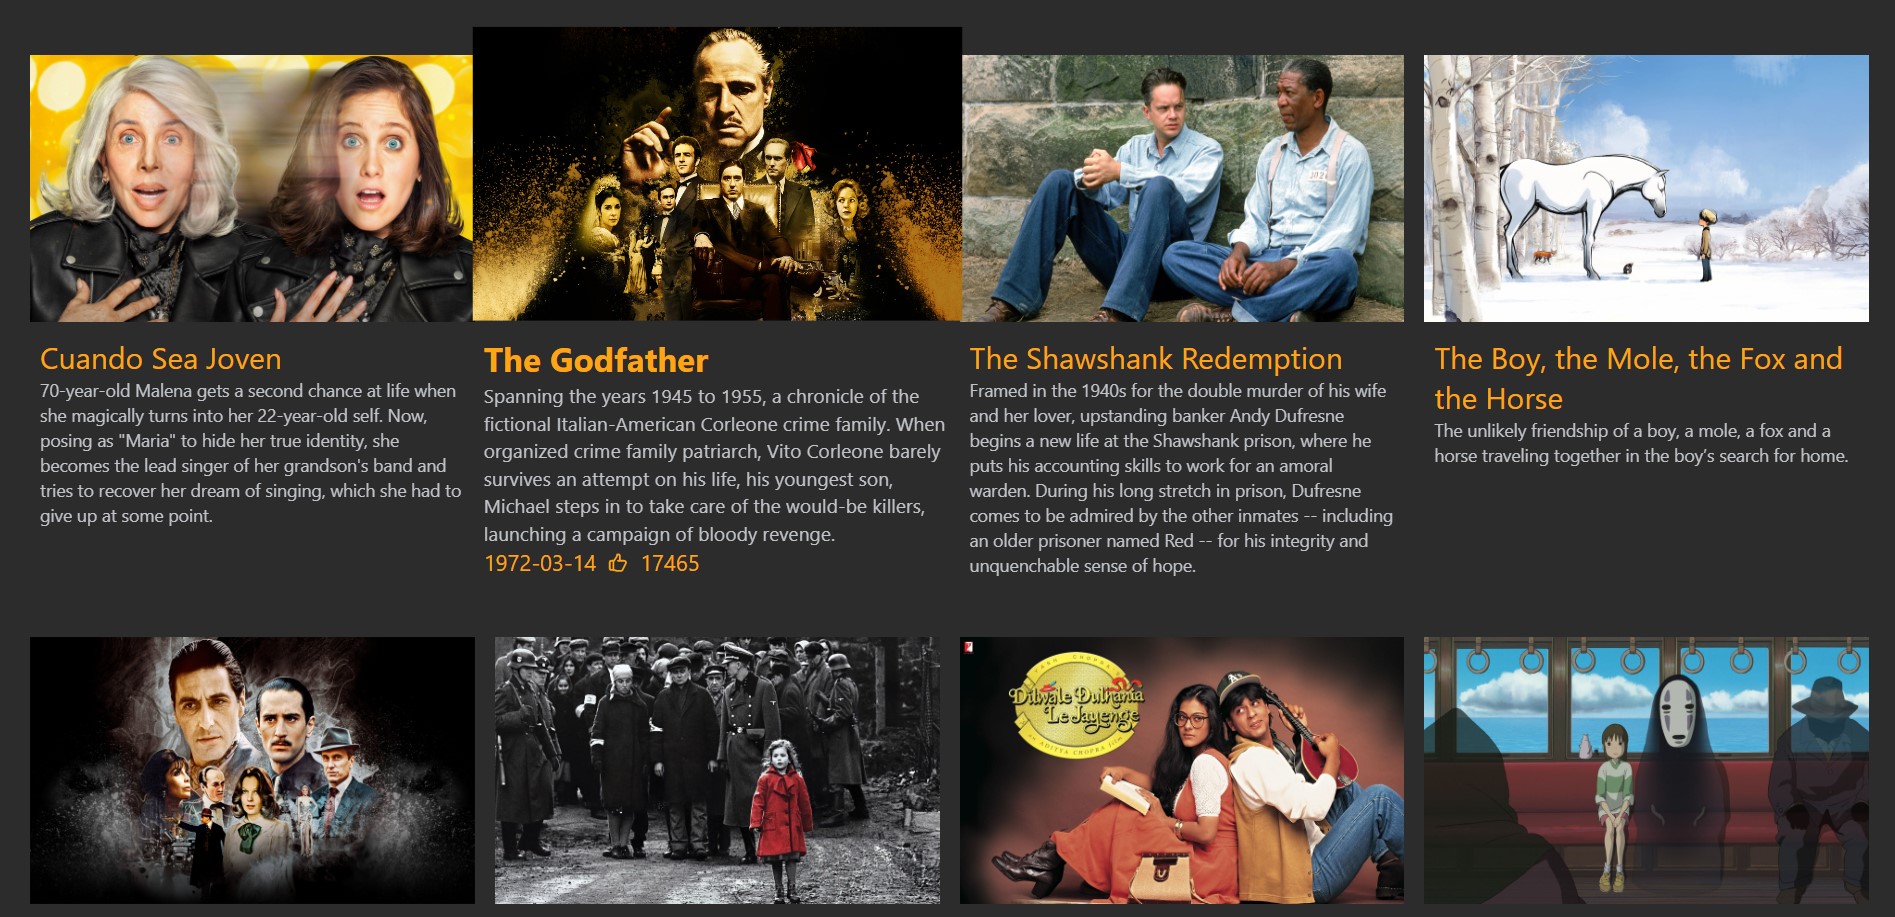 Cuando Sea Joven
70-year-old Malena gets a second chance at life when
she magically turns into her 22-year-old self. Now,
posing as "Maria" to hide her true identity, she
becomes the lead singer of her grandson's band and
tries to recover her dream of singing, which she had to
give up at some point.
The Godfather
Spanning the years 1945 to 1955, a chronicle of the
fictional Italian-American Corleone crime family. When
organized crime family patriarch, Vito Corleone barely
survives an attempt on his life, his youngest son,
Michael steps in to take care of the would-be killers,
launching a campaign of bloody revenge.
1972-03-14 17465
The Shawshank Redemption
Framed in the 1940s for the double murder of his wife
and her lover, upstanding banker Andy Dufresne
begins a new life at the Shawshank prison, where he
puts his accounting skills to work for an amoral
warden. During his long stretch in prison, Dufresne
comes to be admired by the other inmates -- including
an older prisoner named Red -- for his integrity and
unquenchable sense of hope.
The Boy, the Mole, the Fox and
the Horse
The unlikely friendship of a boy, a mole, a fox and a
horse traveling together in the boy’s search for home.
Dilwale Dulhania
Le Jayenge